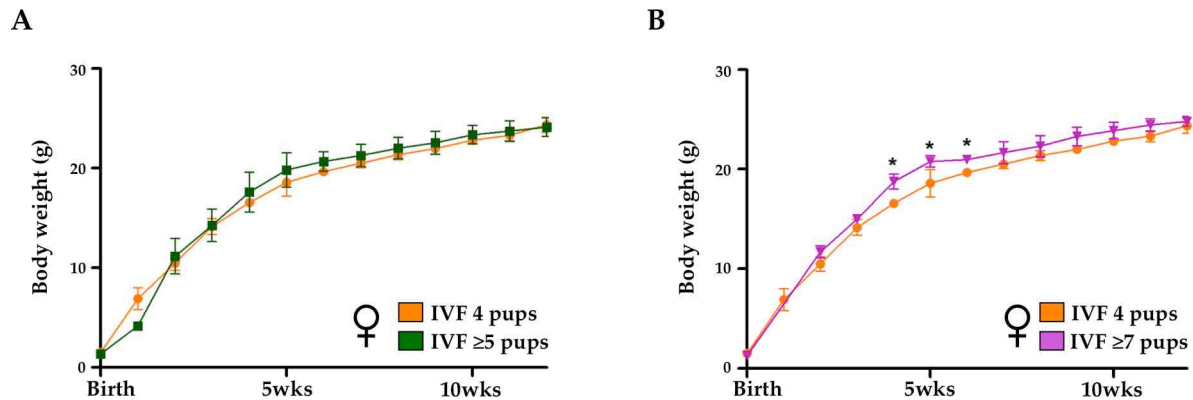 A
Body weight (g)
30
20
10
0
Birth
5wks
10wks
♀
IVF 4 pups
IVF ≥5 pups
B
Body weight (g)
30
20
10
0
* * *
Birth
5wks
10wks
♀
IVF 4 pups
IVF ≥7 pups